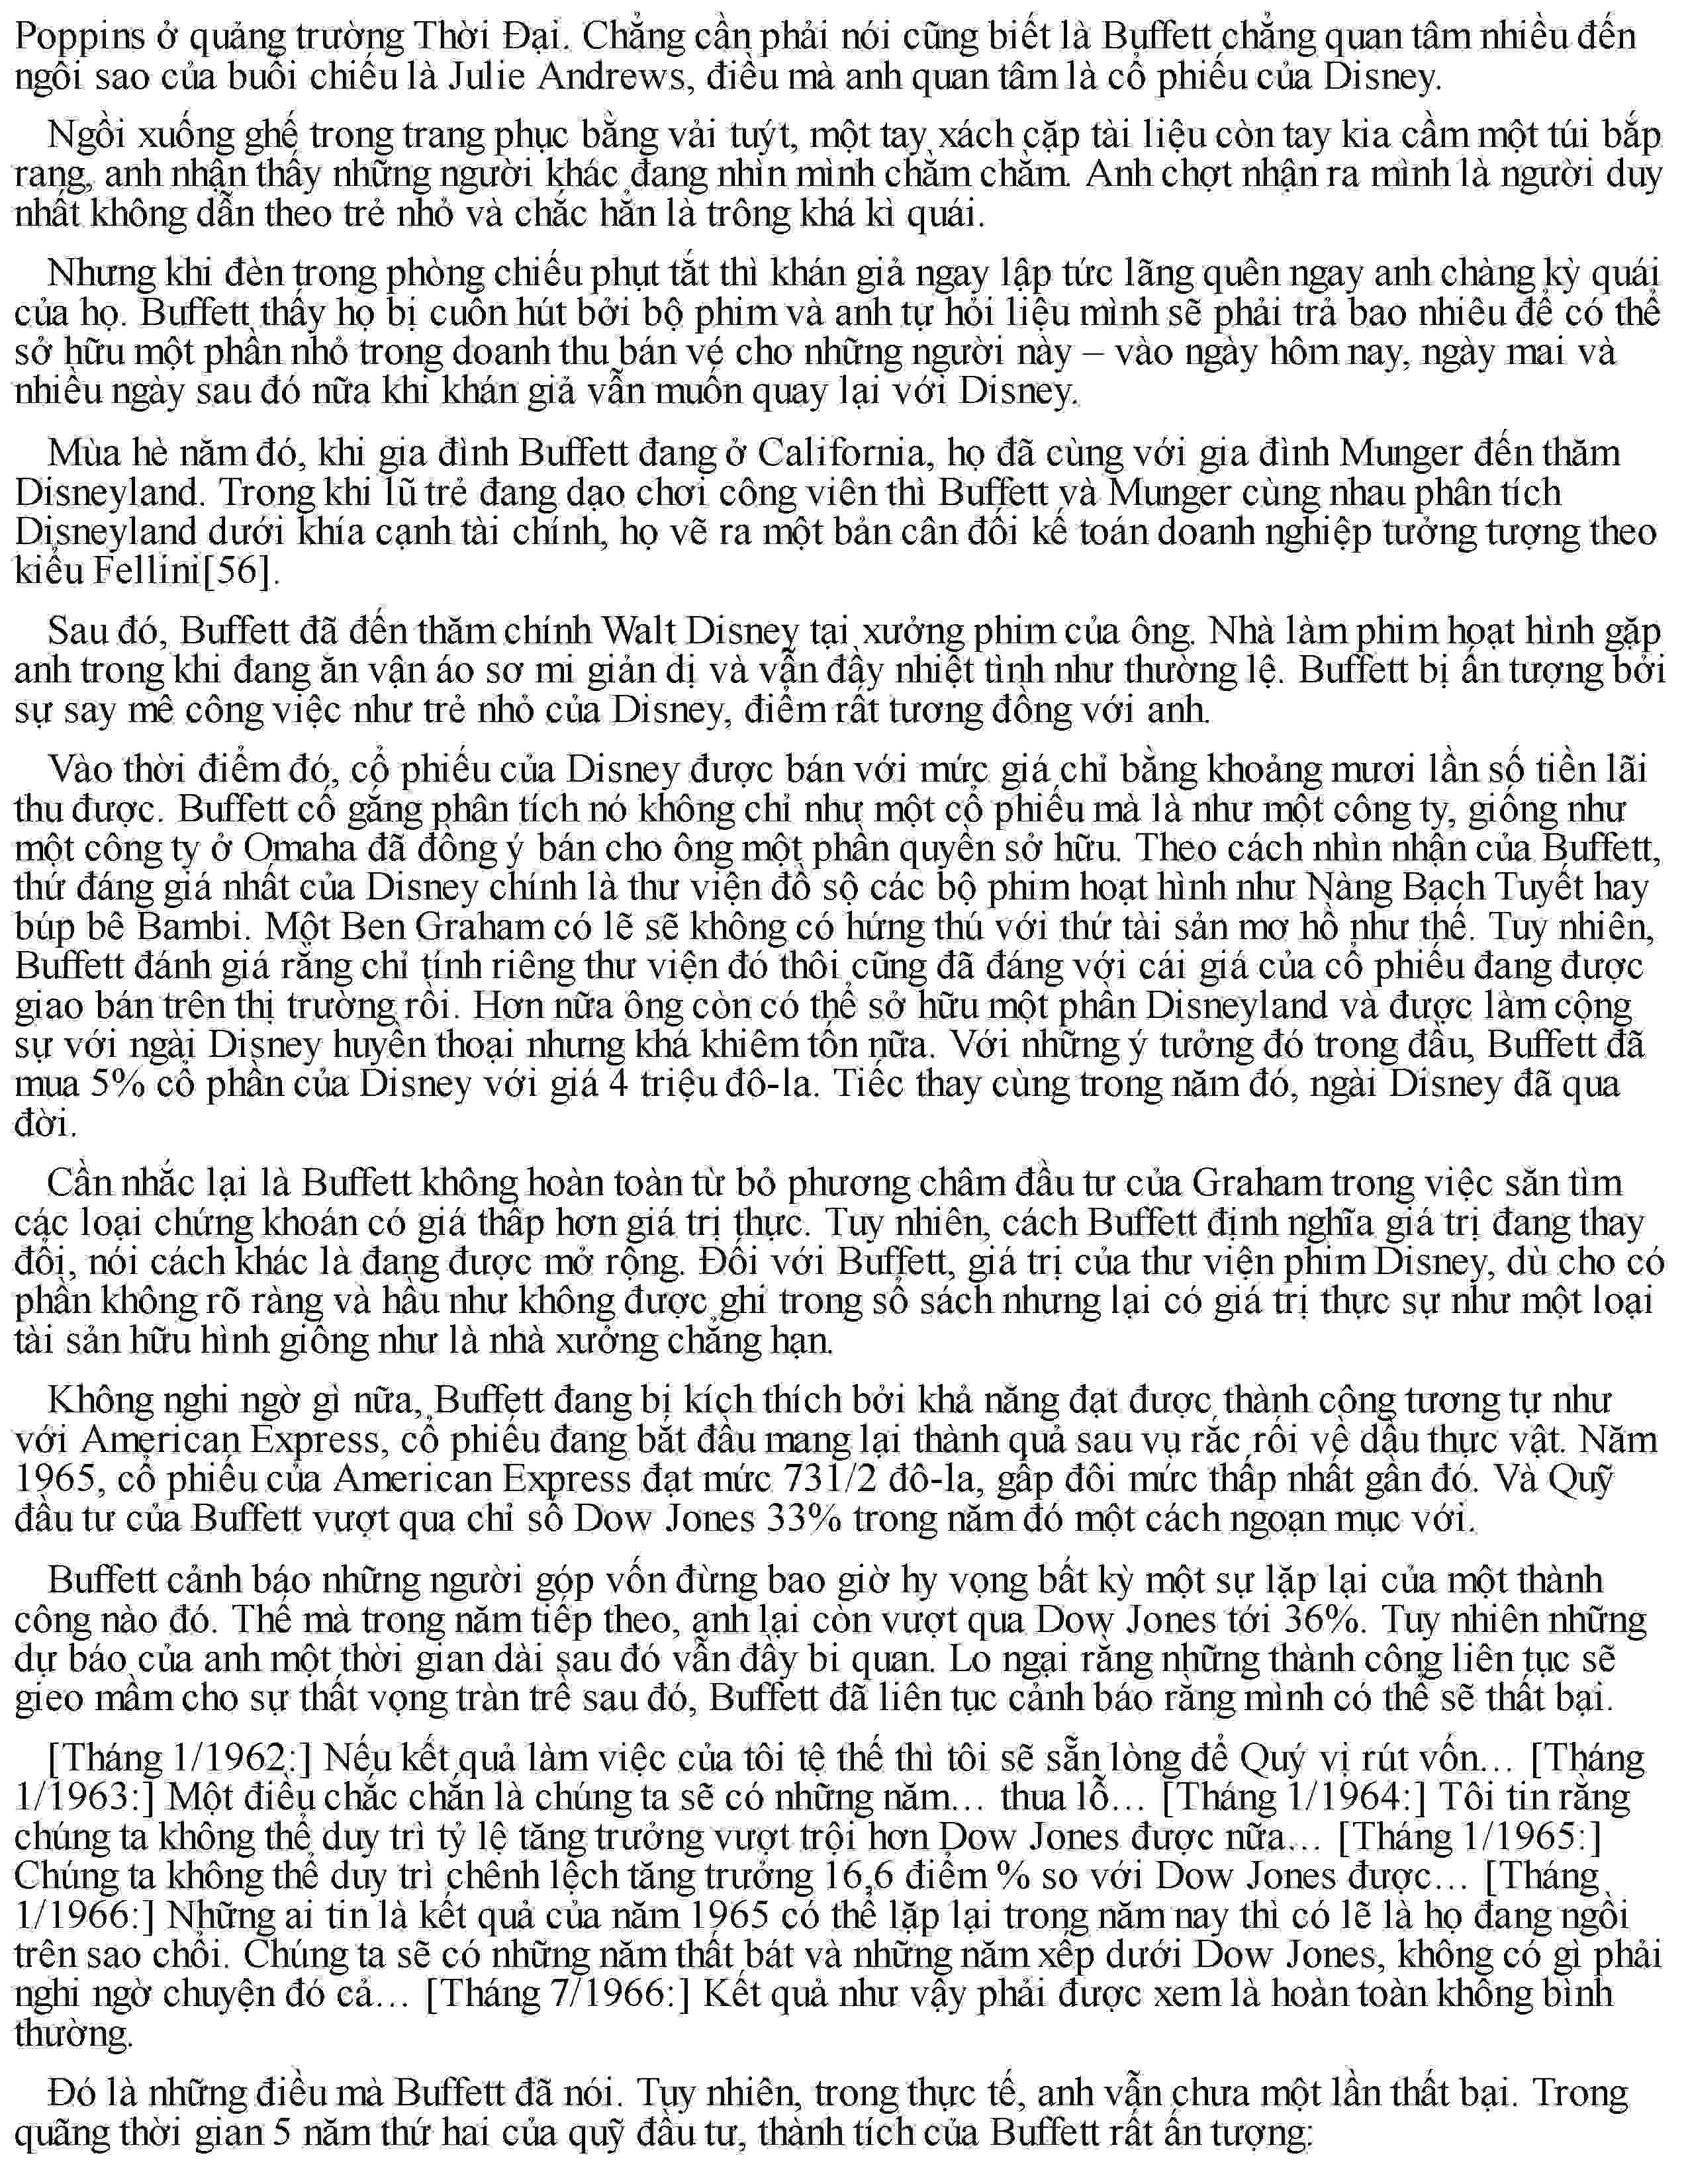 Poppins ở quảng trường Thời Đại. Chẳng cần phải nói cũng biết là Buffett chẳng quan tâm nhiều đến
ngôi sao của buổi chiếu là Julie Andrews, điều mà anh quan tâm là cổ phiếu của Disney.
Ngồi xuống ghế trong trang phục bằng vải tuýt, một tay xách cặp tài liệu còn tay kia cầm một túi bắp
rang, anh nhận thấy những người khác đang nhìn mình chằm chằm. Anh chợt nhận ra mình là người duy
nhất không dẫn theo trẻ nhỏ và chắc hẳn là trông khá kì quái.
Nhưng khi đèn trong phòng chiếu phụt tắt thì khán giả ngay lập tức lãng quên ngay anh chàng kỳ quái
của họ. Buffett thấy họ bị cuốn hút bởi bộ phim và anh tự hỏi liệu mình sẽ phải trả bao nhiêu để có thể
sở hữu một phần nhỏ trong doanh thu bán vé cho những người này – vào ngày hôm nay, ngày mai và
nhiều ngày sau đó nữa khi khán giả vẫn muốn quay lại với Disney.
Mùa hè năm đó, khi gia đình Buffett đang ở California, họ đã cùng với gia đình Munger đến thăm
Disneyland. Trong khi lũ trẻ đang dạo chơi công viên thì Buffett và Munger cùng nhau phân tích
Disneyland dưới khía cạnh tài chính, họ vẽ ra một bản cân đối kế toán doanh nghiệp tưởng tượng theo
kiểu Fellini[56].
Sau đó, Buffett đã đến thăm chính Walt Disney tại xưởng phim của ông. Nhà làm phim hoạt hình gặp
anh trong khi đang ăn vận áo sơ mi giản dị và vẫn đầy nhiệt tình như thường lệ. Buffett bị ấn tượng bởi
sự say mê công việc như trẻ nhỏ của Disney, điểm rất tương đồng với anh.
Vào thời điểm đó, cổ phiếu của Disney được bán với mức giá chỉ bằng khoảng mươi lần số tiền lãi
thu được. Buffett cố gắng phân tích nó không chỉ như một cổ phiếu mà là như một công ty, giống như
một công ty ở Omaha đã đồng ý bán cho ông một phần quyền sở hữu. Theo cách nhìn nhận của Buffett,
thứ đáng giá nhất của Disney chính là thư viện đồ sộ các bộ phim hoạt hình như Nàng Bạch Tuyết hay
búp bê Bambi. Một Ben Graham có lẽ sẽ không có hứng thú với thứ tài sản mơ hồ như thế. Tuy nhiên,
Buffett đánh giá rằng chỉ tính riêng thư viện đó thôi cũng đã đáng với cái giá của cổ phiếu đang được
giao bán trên thị trường rồi. Hơn nữa ông còn có thể sở hữu một phần Disneyland và được làm cộng
sự với ngài Disney huyền thoại nhưng khá khiêm tốn nữa. Với những ý tưởng đó trong đầu, Buffett đã
mua 5% cổ phần của Disney với giá 4 triệu đô-la. Tiếc thay cùng trong năm đó, ngài Disney đã qua
đời.
Cần nhắc lại là Buffett không hoàn toàn từ bỏ phương châm đầu tư của Graham trong việc săn tìm
các loại chứng khoán có giá thấp hơn giá trị thực. Tuy nhiên, cách Buffett định nghĩa giá trị đang thay
đổi, nói cách khác là đang được mở rộng. Đối với Buffett, giá trị của thư viện phim Disney, dù cho có
phần không rõ ràng và hầu như không được ghi trong sổ sách nhưng lại có giá trị thực sự như một loại
tài sản hữu hình giống như là nhà xưởng chẳng hạn.
Không nghi ngờ gì nữa, Buffett đang bị kích thích bởi khả năng đạt được thành công tương tự như
với American Express, cổ phiếu đang bắt đầu mang lại thành quả sau vụ rắc rối về dầu thực vật. Năm
1965, cổ phiếu của American Express đạt mức 731/2 đô-la, gấp đôi mức thấp nhất gần đó. Và Quỹ
đầu tư của Buffett vượt qua chỉ số Dow Jones 33% trong năm đó một cách ngoạn mục với.
Buffett cảnh báo những người góp vốn đừng bao giờ hy vọng bất kỳ một sự lặp lại của một thành
công nào đó. Thế mà trong năm tiếp theo, anh lại còn vượt qua Dow Jones tới 36%. Tuy nhiên những
dự báo của anh một thời gian dài sau đó vẫn đầy bi quan. Lo ngại rằng những thành công liên tục sẽ
gieo mầm cho sự thất vọng tràn trề sau đó, Buffett đã liên tục cảnh báo rằng mình có thể sẽ thất bại.
[Tháng 1/1962:] Nếu kết quả làm việc của tôi tệ thế thì tôi sẽ sẵn lòng để Quý vị rút vốn… [Tháng
1/1963:] Một điều chắc chắn là chúng ta sẽ có những năm… thua lỗ… [Tháng 1/1964:] Tôi tin rằng
chúng ta không thể duy trì tỷ lệ tăng trưởng vượt trội hơn Dow Jones được nữa… [Tháng 1/1965:]
Chúng ta không thể duy trì chênh lệch tăng trưởng 16,6 điểm % so với Dow Jones được… [Tháng
1/1966:] Những ai tin là kết quả của năm 1965 có thể lặp lại trong năm nay thì có lẽ là họ đang ngồi
trên sao chổi. Chúng ta sẽ có những năm thất bát và những năm xếp dưới Dow Jones, không có gì phải
nghi ngờ chuyện đó cả… [Tháng 7/1966:] Kết quả như vậy phải được xem là hoàn toàn không bình
thường.
Đó là những điều mà Buffett đã nói. Tuy nhiên, trong thực tế, anh vẫn chưa một lần thất bại. Trong
quãng thời gian 5 năm thứ hai của quỹ đầu tư, thành tích của Buffett rất ấn tượng: